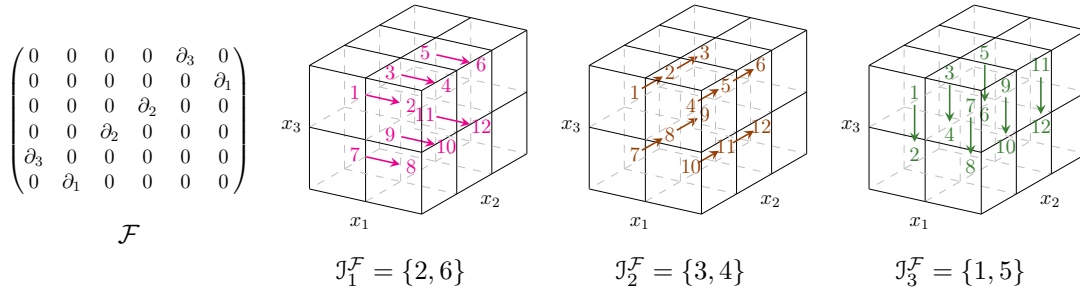 0 0 0 0 ∂₃ 0
0 0 0 0 0 ∂₁
0 0 0 ∂₂ 0 0
0 0 ∂₂ 0 0 0
∂₃ 0 0 0 0 0
0 ∂₁ 0 0 0 0
ℱ
5 6
3 4
1 2
11 12
9 10
7 8
x₃
x₁
x₂
ℐ₁^ℱ = {2, 6}
3
2 6
1 5
4
9
8 12
7 11
10
x₃
x₁
x₂
ℐ₂^ℱ = {3, 4}
5
3 11
1 9
7
6
4 12
2 10
8
x₃
x₁
x₂
ℐ₃^ℱ = {1, 5}